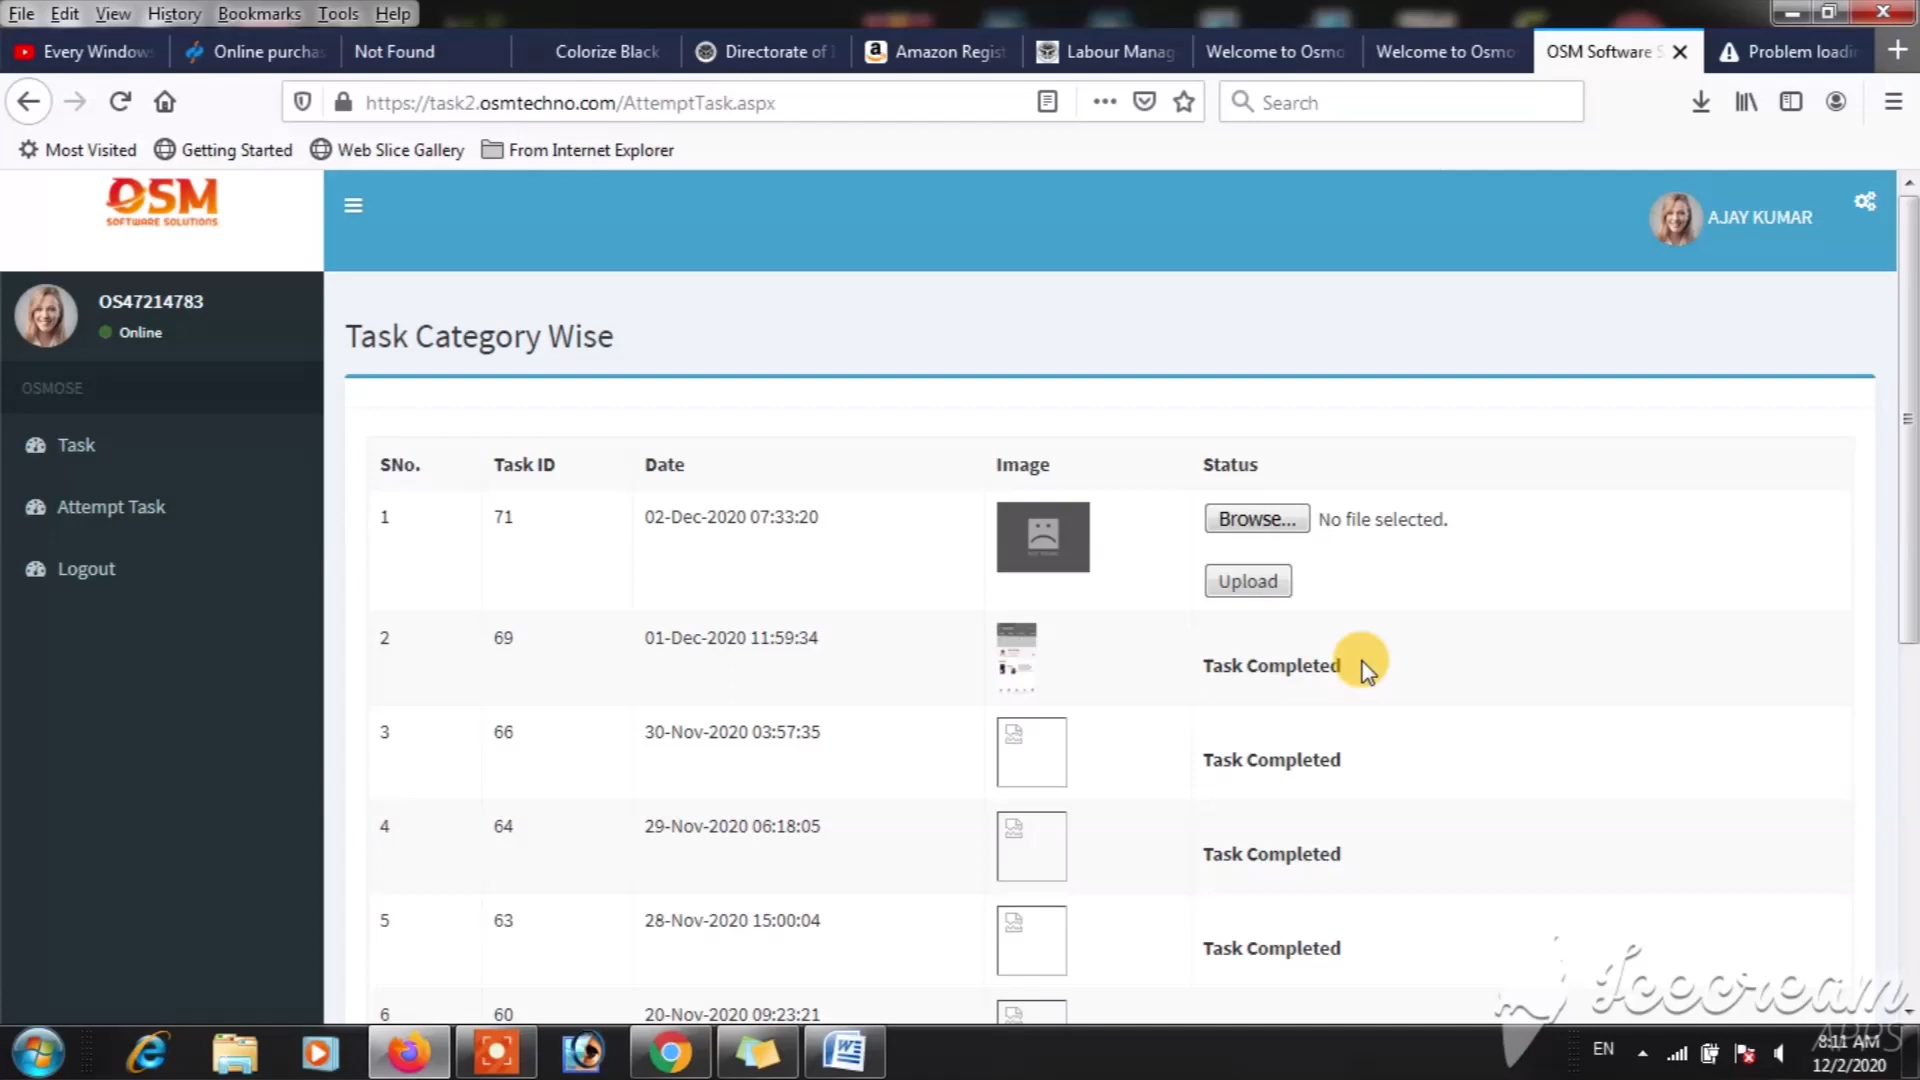 File Edit View History Bookmarks Tools Help
Every Window Online purcha Not Found Colorize Black Directorate of Amazon Regist Labour Manag Welcome to Osmo Welcome to Osmo OSM Software S Problem loadi
https://task2.osmtechno.com/AttemptTask.aspx Search
Most Visited Getting Started Web Slice Gallery From Internet Explorer
OSM
SOFTWARE SOLUTIONS
AJAY KUMAR
OS47214783
Online
OSMOSE
Task
Attempt Task
Logout
Task Category Wise
SNo. Task ID Date Image Status
1 71 02-Dec-2020 07:33:20 Browse... No file selected.
Upload
2 69 01-Dec-2020 11:59:34 Task Completed
3 66 30-Nov-2020 03:57:35 Task Completed
4 64 29-Nov-2020 06:18:05 Task Completed
5 63 28-Nov-2020 15:00:04 Task Completed
6 60 20-Nov-2020 09:23:21
Icecream
APPS
EN 8:11 AM
12/2/2020